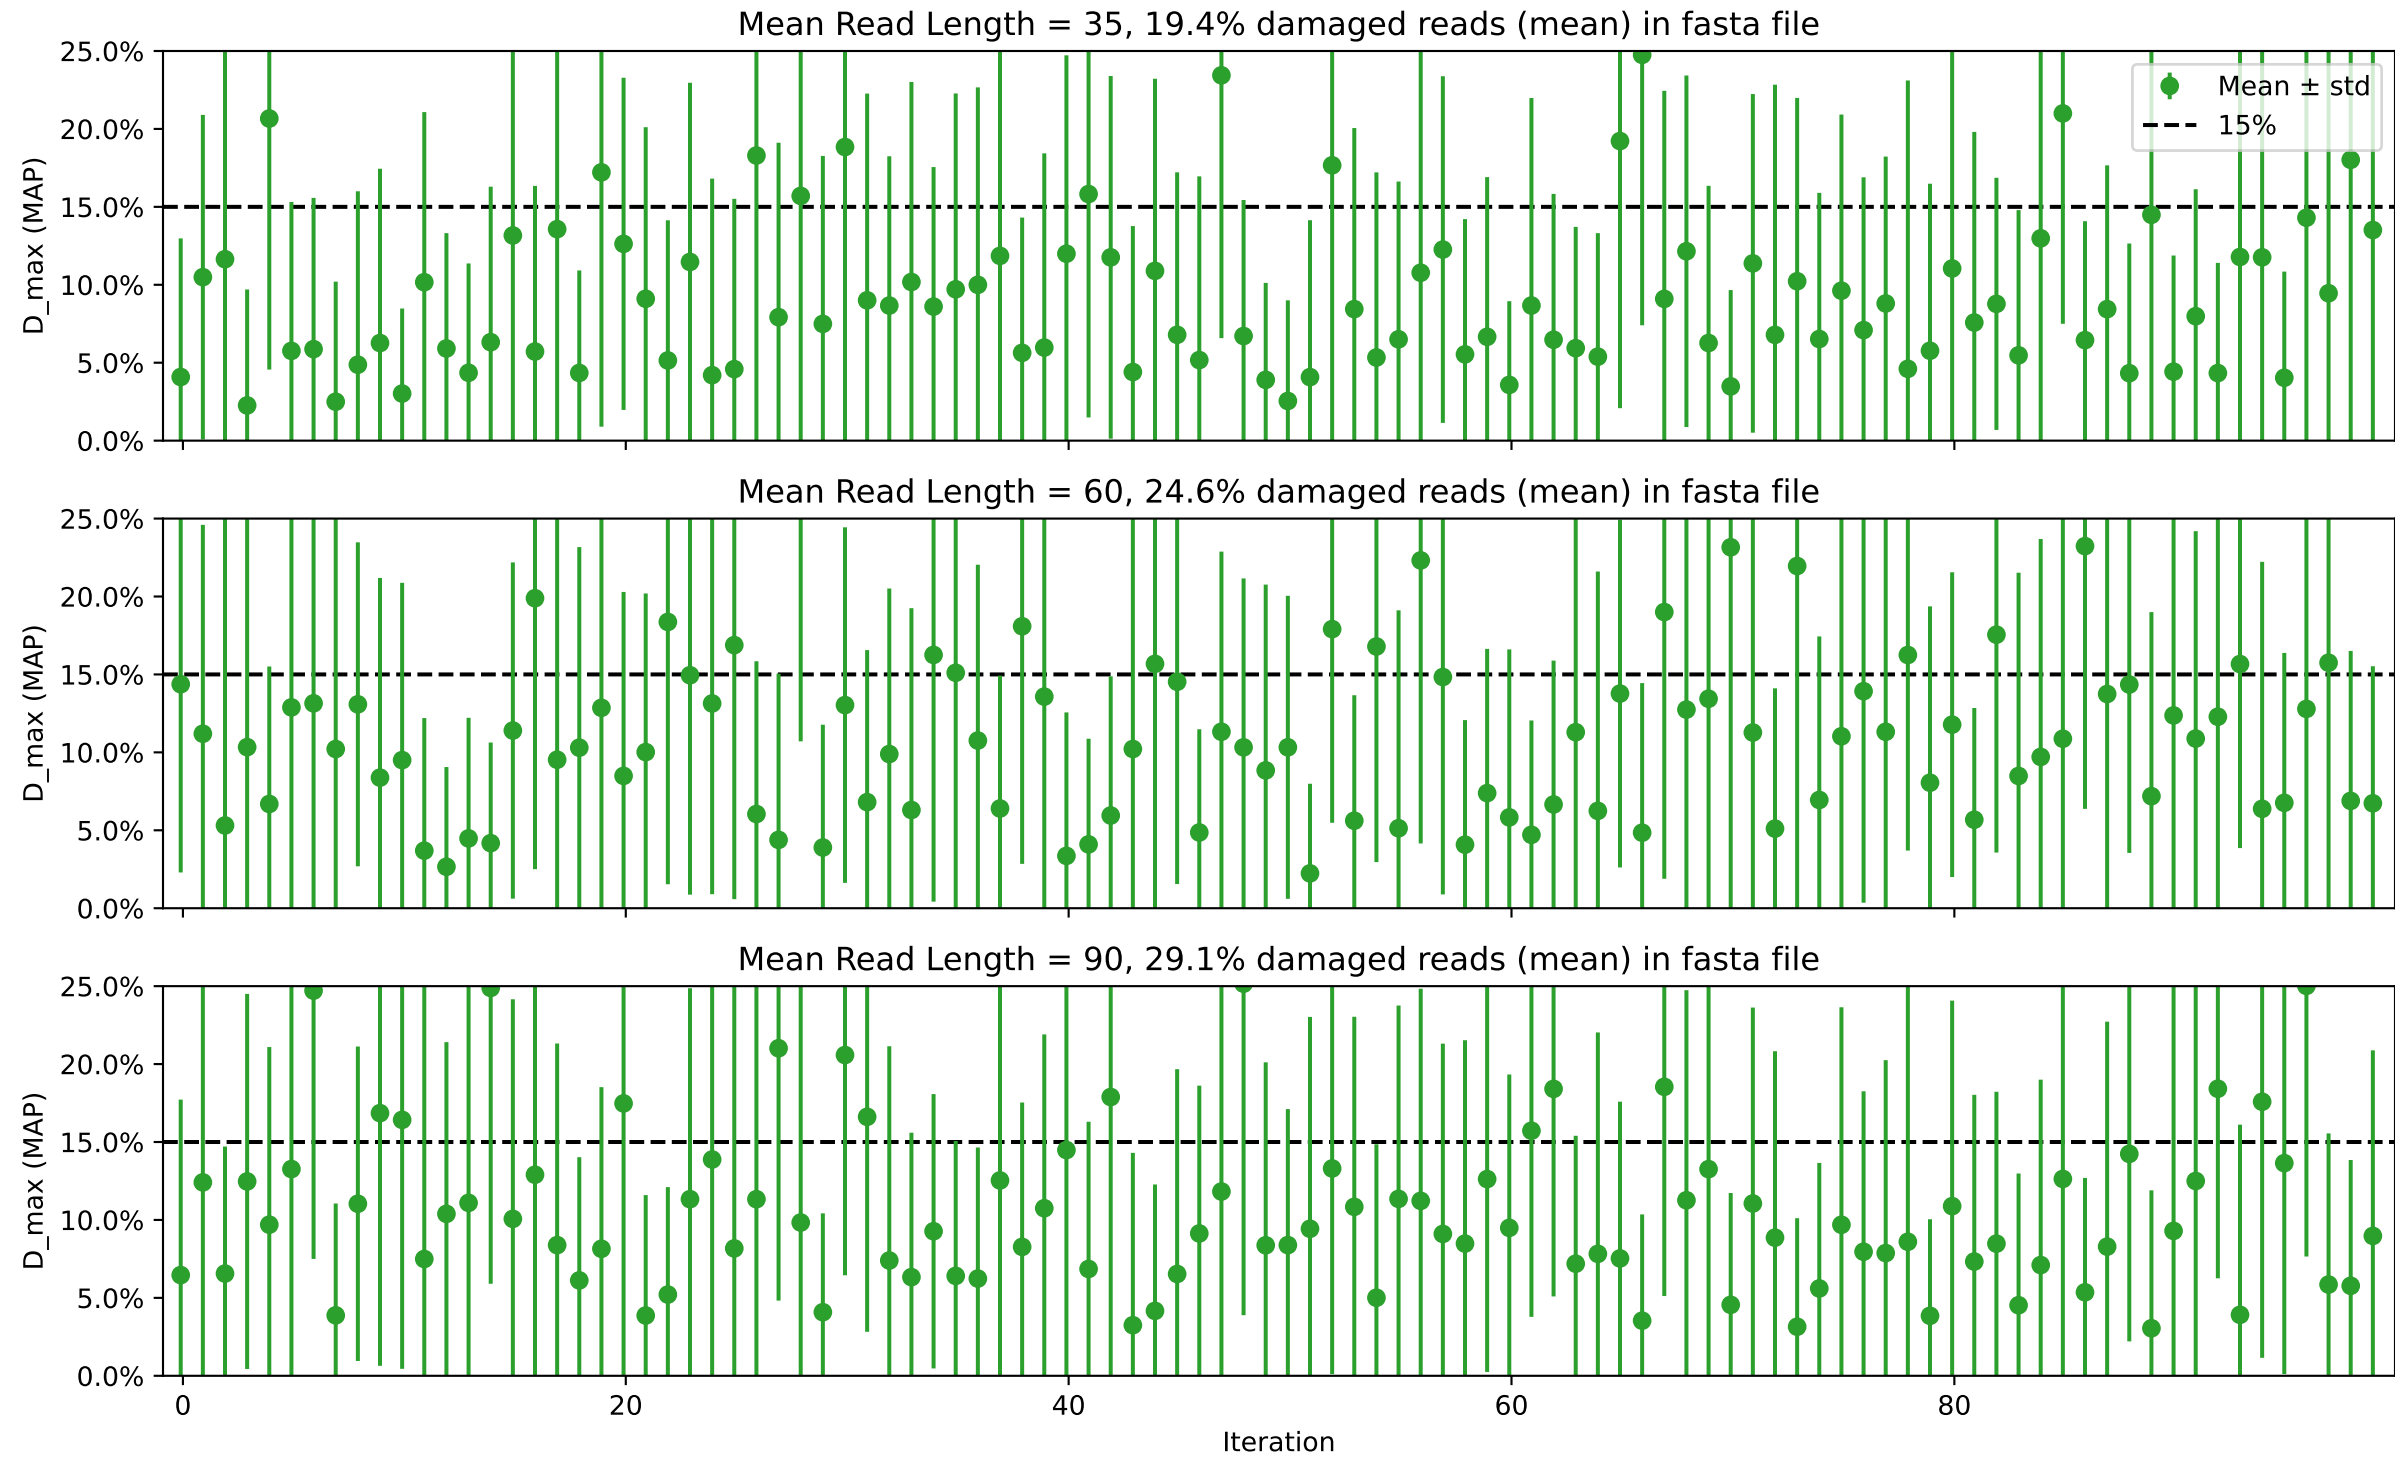 Mean Read Length = 35, 19.4% damaged reads (mean) in fasta file
25.0%
20.0%
15.0%
10.0%
5.0%
0.0%
D_max (MAP)
Mean ± std
15%
Mean Read Length = 60, 24.6% damaged reads (mean) in fasta file
25.0%
20.0%
15.0%
10.0%
5.0%
0.0%
D_max (MAP)
Mean Read Length = 90, 29.1% damaged reads (mean) in fasta file
25.0%
20.0%
15.0%
10.0%
5.0%
0.0%
D_max (MAP)
0 20 40 60 80
Iteration